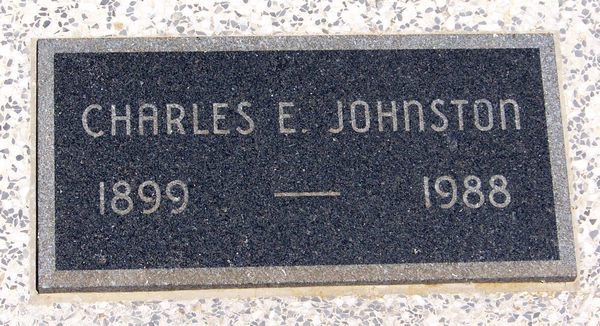 CHARLES E. JOHNSTON
1899 — 1988